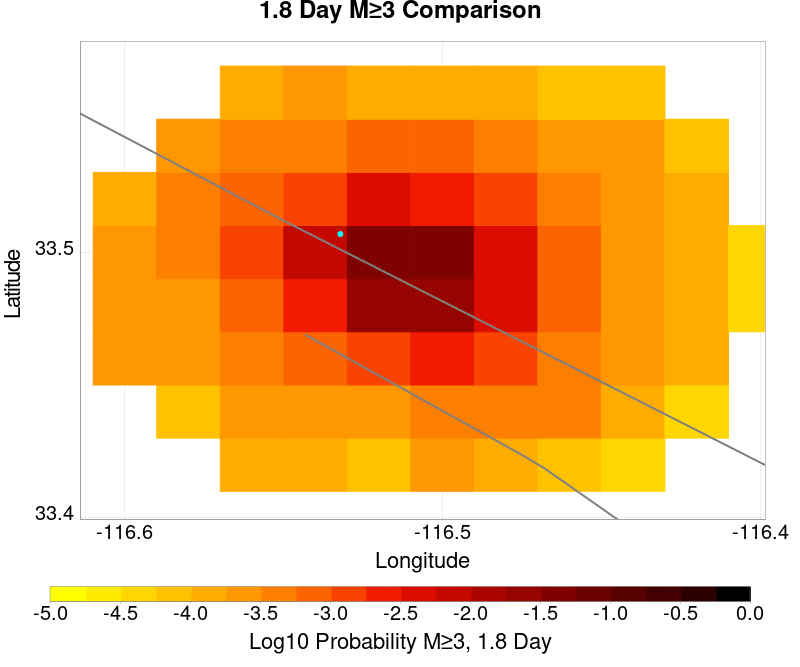 1.8 Day M≥3 Comparison
Latitude
33.5
33.4
-116.6 -116.5 -116.4
Longitude
-5.0 -4.5 -4.0 -3.5 -3.0 -2.5 -2.0 -1.5 -1.0 -0.5 0.0
Log10 Probability M≥3, 1.8 Day